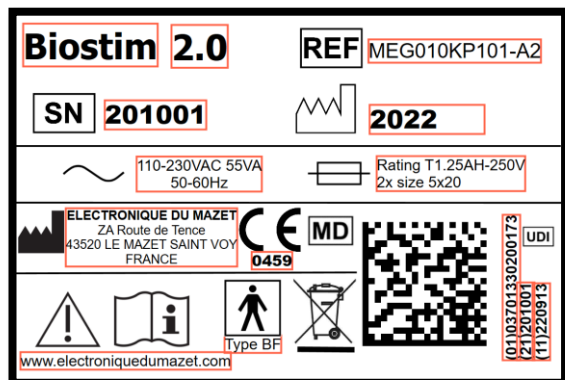 Biostim 2.0
REF MEG010KP101-A2
SN 201001
2022
110-230VAC 55VA
50-60Hz
Rating T1.25AH-250V
2x size 5x20
ELECTRONIQUE DU MAZET
ZA Route de Tence
43520 LE MAZET SAINT VOY
FRANCE
CE
0459
MD
UDI
(01)03701330200173
(21)201001
(11)220913
Type BF
www.electroniquedumazet.com